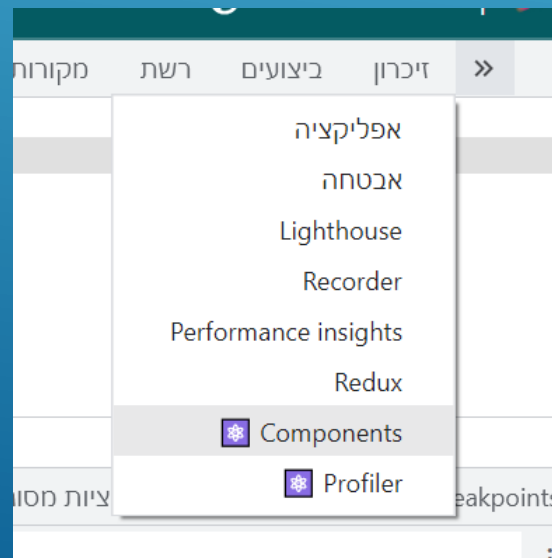 זיכרון ביצועים רשת מקורות
אפליקציה
אבטחה
Lighthouse
Recorder
Performance insights
Redux
Components
Profiler